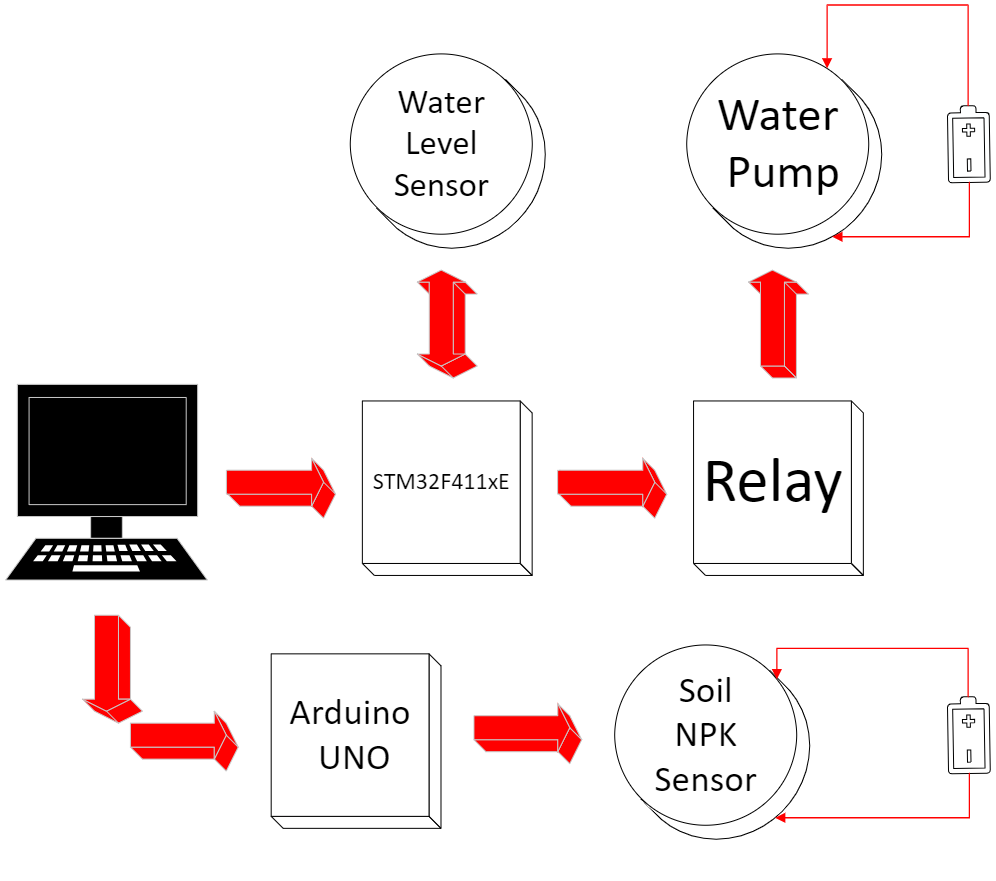 Water
Level
Sensor
Water
Pump
STM32F411xE
Relay
Arduino
UNO
Soil
NPK
Sensor